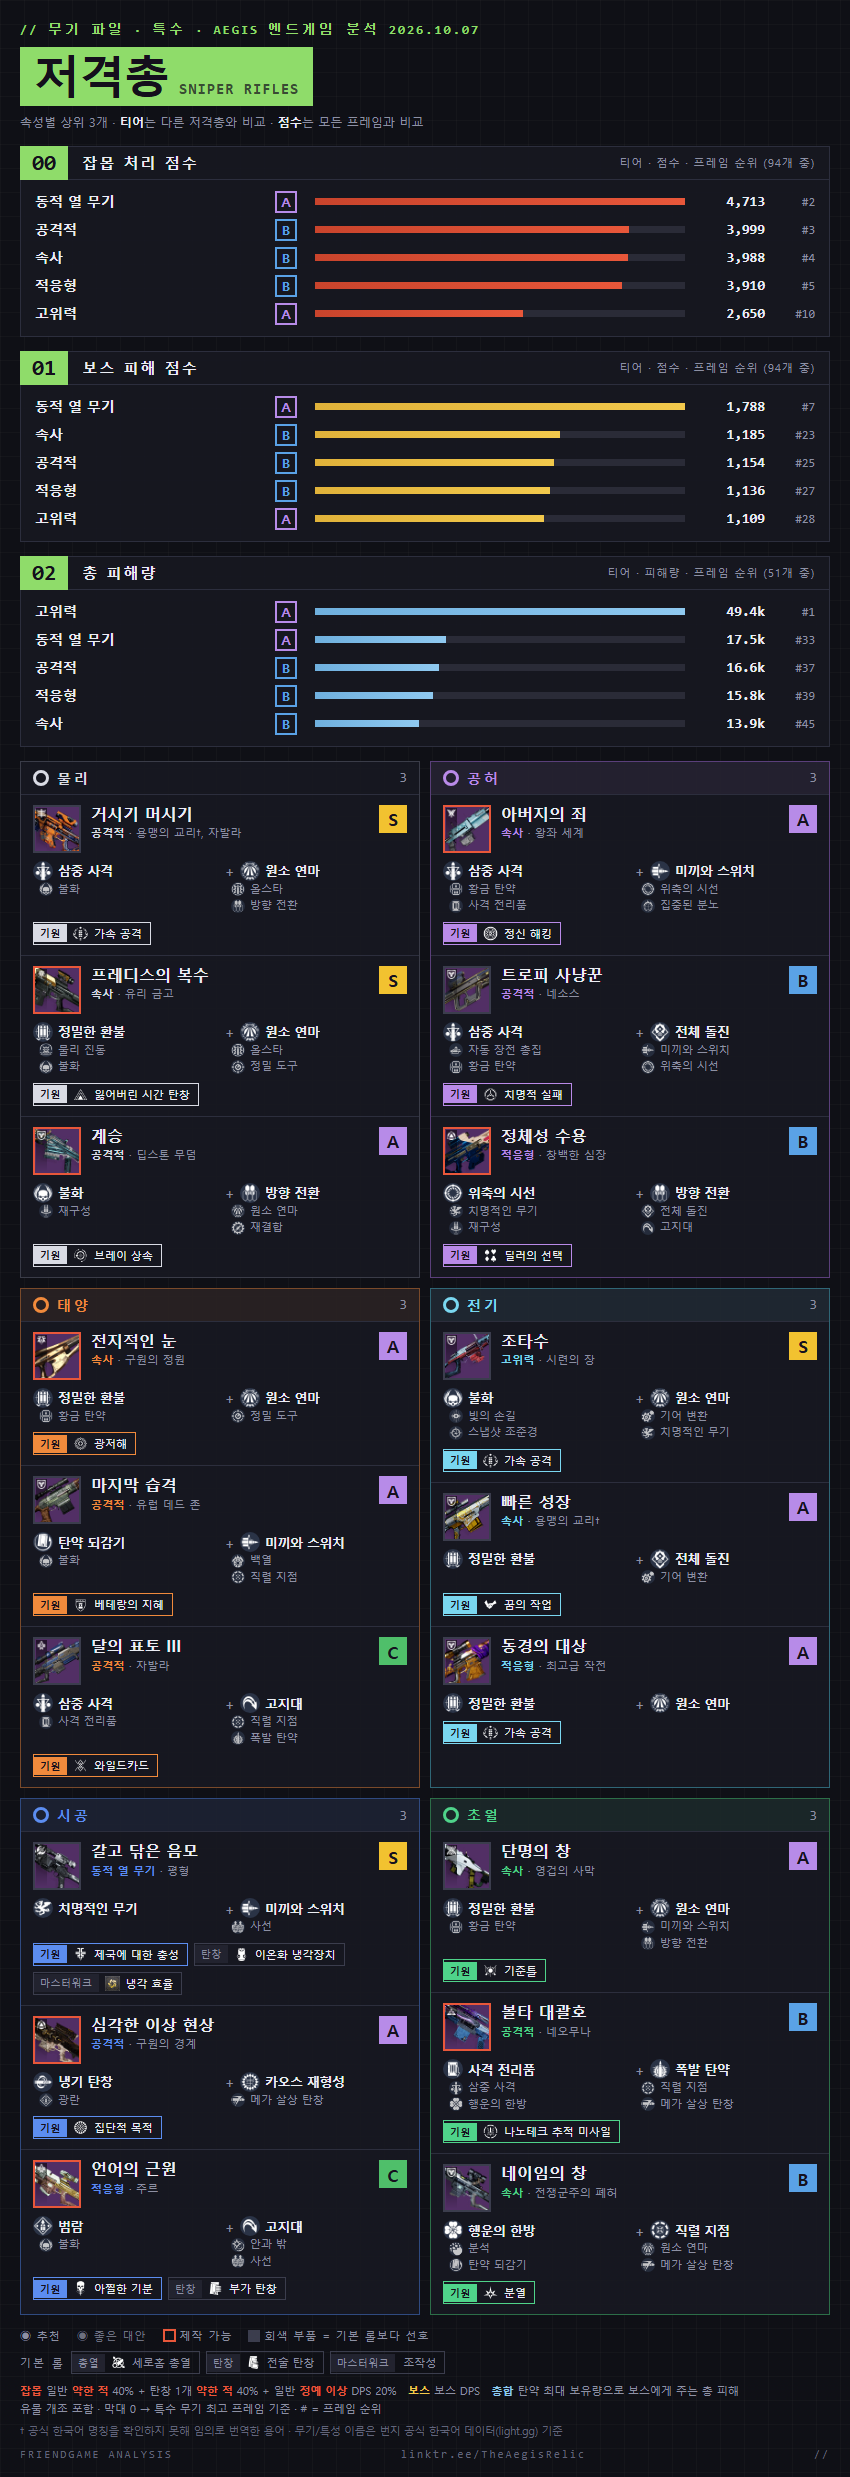 // 무기 파일 · 특수 · AEGIS 엔드게임 분석 2026.10.07
저격총 SNIPER RIFLES
속성별 상위 3개 · 티어는 다른 저격총과 비교 · 점수는 모든 프레임과 비교
00 잡몹 처리 점수 티어 · 점수 · 프레임 순위 (94개 중)
동적 열 무기 A 4,713 #2
공격적 B 3,999 #3
속사 B 3,988 #4
적응형 B 3,910 #5
고위력 A 2,650 #10
01 보스 피해 점수 티어 · 점수 · 프레임 순위 (94개 중)
동적 열 무기 A 1,788 #7
속사 B 1,185 #23
공격적 B 1,154 #25
적응형 B 1,136 #27
고위력 A 1,109 #28
02 총 피해량 티어 · 피해량 · 프레임 순위 (51개 중)
고위력 A 49.4k #1
동적 열 무기 A 17.5k #33
공격적 B 16.6k #37
적응형 B 15.8k #39
속사 B 13.9k #45
물리 3
거시기 머시기 S
공격적 · 용맹의 교리†, 자발라
삼중 사격 + 원소 연마
불화 올스타
방향 전환
기원 가속 공격
프레디스의 복수 S
속사 · 유리 금고
정밀한 환불 + 원소 연마
물리 진동 올스타
불화 정밀 도구
기원 잃어버린 시간 탄창
계승 A
공격적 · 딥스톤 무덤
불화 + 방향 전환
재구성 원소 연마
재결합
기원 브레이 상속
공허 3
아버지의 죄 A
속사 · 왕좌 세계
삼중 사격 + 미끼와 스위치
황금 탄약 위축의 시선
사격 전리품 집중된 분노
기원 정신 해킹
트로피 사냥꾼 B
공격적 · 네소스
삼중 사격 + 전체 돌진
자동 장전 총집 미끼와 스위치
황금 탄약 위축의 시선
기원 치명적 실패
정체성 수용 B
적응형 · 창백한 심장
위축의 시선 + 방향 전환
치명적인 무기 전체 돌진
재구성 고지대
기원 딜러의 선택
태양 3
전지적인 눈 A
속사 · 구원의 정원
정밀한 환불 + 원소 연마
황금 탄약 정밀 도구
기원 광저해
마지막 습격 A
공격적 · 유럽 데드 존
탄약 되감기 + 미끼와 스위치
불화 백열
직렬 지점
기원 베테랑의 지혜
달의 표토 III C
공격적 · 자발라
삼중 사격 + 고지대
사격 전리품 직렬 지점
폭발 탄약
기원 와일드카드
전기 3
조타수 S
고위력 · 시련의 장
불화 + 원소 연마
빛의 손길 기어 변환
스냅샷 조준경 치명적인 무기
기원 가속 공격
빠른 성장 A
속사 · 용맹의 교리†
정밀한 환불 + 전체 돌진
기어 변환
기원 꿈의 작업
동경의 대상 A
적응형 · 최고급 작전
정밀한 환불 + 원소 연마
기원 가속 공격
시공 3
갈고 닦은 음모 S
동적 열 무기 · 평형
치명적인 무기 + 미끼와 스위치
사선
기원 제국에 대한 충성 탄창 이온화 냉각장치
마스터워크 냉각 효율
심각한 이상 현상 A
공격적 · 구원의 경계
냉기 탄창 + 카오스 재형성
광란 메가 살상 탄창
기원 집단적 목적
언어의 근원 C
적응형 · 주르
범람 + 고지대
불화 안과 밖
사선
기원 아찔한 기분 탄창 부가 탄창
초월 3
단명의 창 A
속사 · 영겁의 사막
정밀한 환불 + 원소 연마
황금 탄약 미끼와 스위치
방향 전환
기원 기준틀
볼타 대괄호 B
공격적 · 네오무나
사격 전리품 + 폭발 탄약
삼중 사격 직렬 지점
행운의 한방 메가 살상 탄창
기원 나노테크 추적 미사일
네이임의 창 B
속사 · 전쟁군주의 폐허
행운의 한방 + 직렬 지점
분석 원소 연마
탄약 되감기 메가 살상 탄창
기원 분열
추천 좋은 대안 제작 가능 회색 부품 = 기본 롤보다 선호
기본 롤 총열 세로홈 총열 탄창 전술 탄창 마스터워크 조작성
잡몹 일반 약한 적 40% + 탄창 1개 약한 적 40% + 일반 정예 이상 DPS 20% 보스 보스 DPS 총합 탄약 최대 보유량으로 보스에게 주는 총 피해
유물 개조 포함 · 막대 0 → 특수 무기 최고 프레임 기준 · # = 프레임 순위
† 공식 한국어 명칭을 확인하지 못해 임의로 번역한 용어 · 무기/특성 이름은 번지 공식 한국어 데이터(light.gg) 기준
FRIENDGAME ANALYSIS linktr.ee/TheAegisRelic //